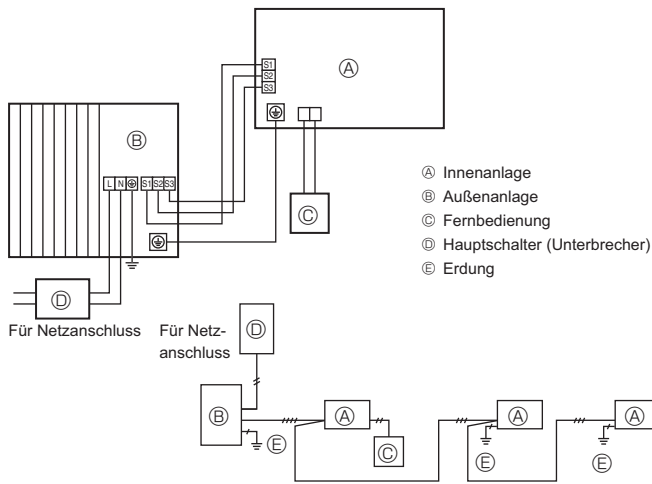 S1
S2
S3
Ⓐ
Ⓑ
L N S1 S2 S3
Ⓒ
Ⓓ
Für Netzanschluss
Ⓐ Innenanlage
Ⓑ Außenanlage
Ⓒ Fernbedienung
Ⓓ Hauptschalter (Unterbrecher)
Ⓔ Erdung
Für Netz-
anschluss
Ⓓ
Ⓑ
Ⓔ
Ⓐ
Ⓒ
Ⓐ
Ⓔ
Ⓐ
Ⓔ